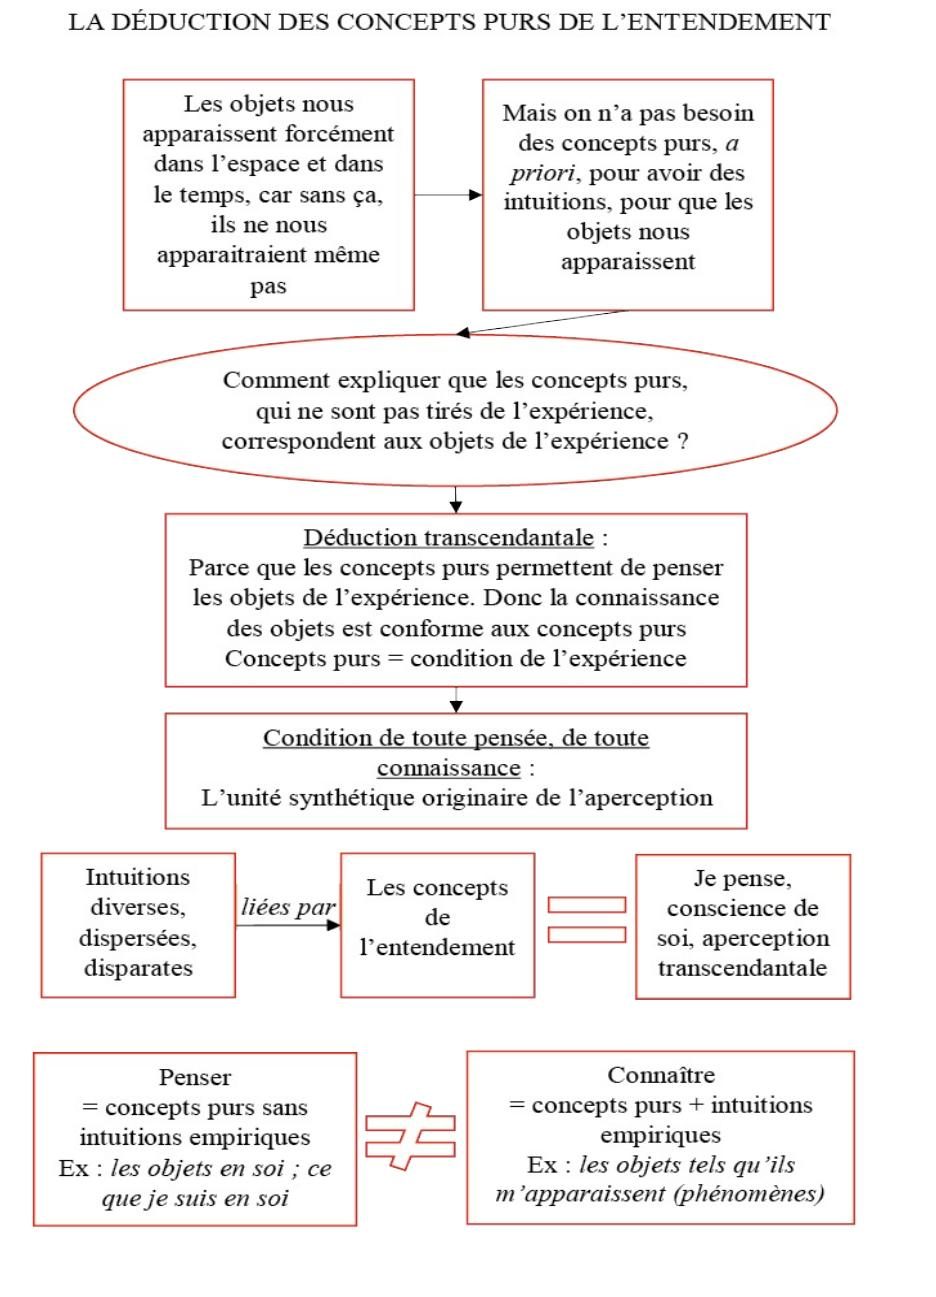 LA DÉDUCTION DES CONCEPTS PURS DE L’ENTENDEMENT
Les objets nous
apparaissent forcément
dans l’espace et dans
le temps, car sans ça,
ils ne nous
apparaitraient même
pas
Mais on n’a pas besoin
des concepts purs, a
priori, pour avoir des
intuitions, pour que les
objets nous
apparaissent
Comment expliquer que les concepts purs,
qui ne sont pas tirés de l’expérience,
correspondent aux objets de l’expérience ?
Déduction transcendantale :
Parce que les concepts purs permettent de penser
les objets de l’expérience. Donc la connaissance
des objets est conforme aux concepts purs
Concepts purs = condition de l’expérience
Condition de toute pensée, de toute
connaissance :
L’unité synthétique originaire de l’aperception
Intuitions
diverses,
dispersées,
disparates
liées par
Les concepts
de
l’entendement
Je pense,
conscience de
soi, aperception
transcendantale
Penser
= concepts purs sans
intuitions empiriques
Ex : les objets en soi ; ce
que je suis en soi
Connaître
= concepts purs + intuitions
empiriques
Ex : les objets tels qu’ils
m’apparaissent (phénomènes)